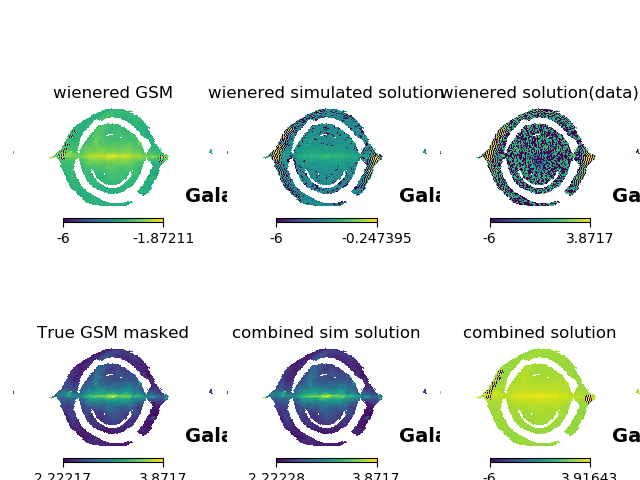 wienered GSM
wienered simulated solution
wienered solution(data)
Gala
Gala
Ga
-6
-1.87211
-6
-0.247395
-6
3.8717
True GSM masked
combined sim solution
combined solution
Gala
Gala
Ga
2.22217
3.8717
2.22228
3.8717
-6
3.91643